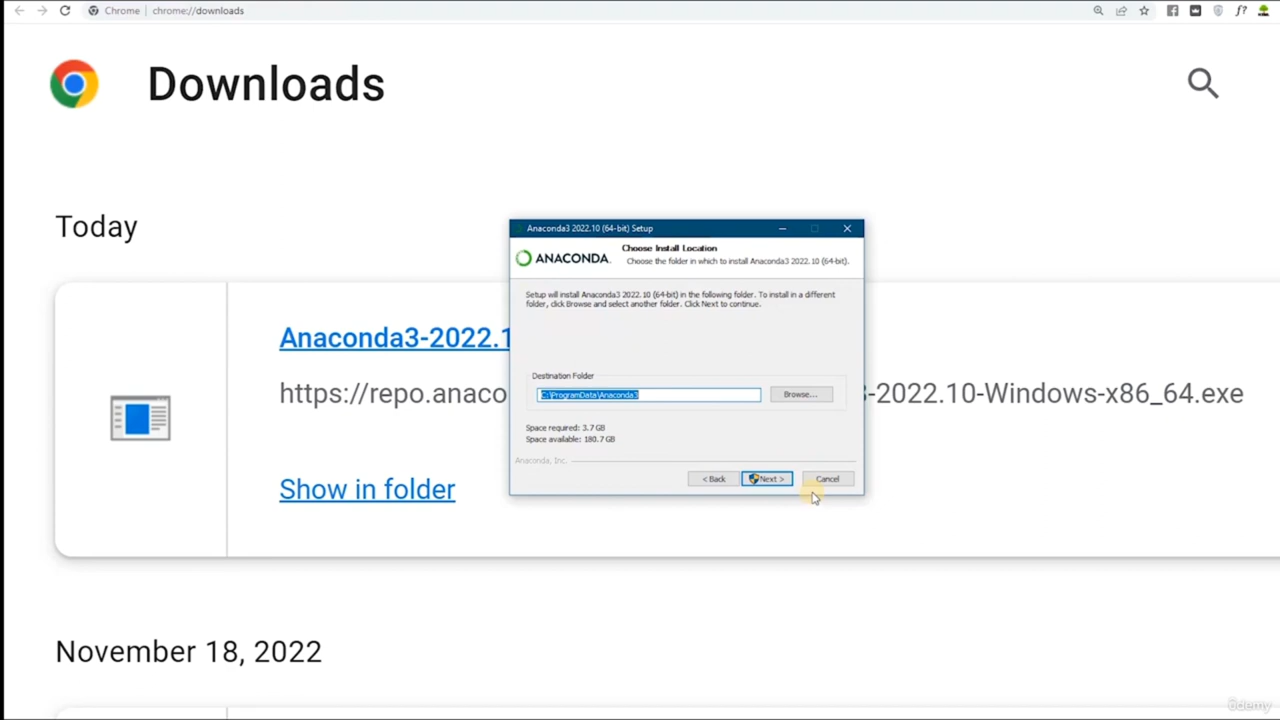 Chrome | chrome://downloads
f?
Downloads
Today
Anaconda3-2022.1
https://repo.anaco
3-2022.10-Windows-x86_64.exe
Show in folder
November 18, 2022
Anaconda3 2022.10 (64-bit) Setup
ANACONDA.
Choose Install Location
Choose the folder in which to install Anaconda3 2022.10 (64-bit).
Setup will install Anaconda3 2022.10 (64-bit) in the following folder. To install in a different
folder, click Browse and select another folder. Click Next to continue.
Destination Folder
C:\ProgramData\Anaconda3
Browse...
Space required: 3.7 GB
Space available: 180.7 GB
Anaconda, Inc.
< Back
Next >
Cancel
ûdemy